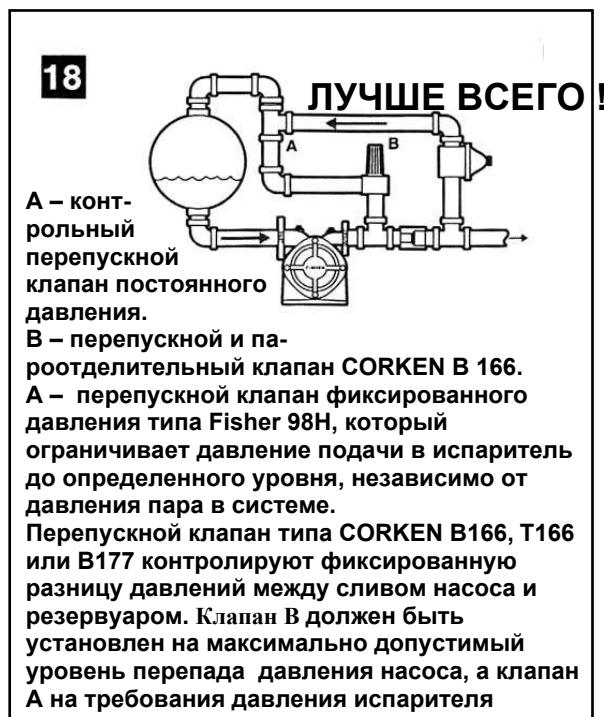 18
ЛУЧШЕ ВСЕГО !
A
B
А – конт-
рольный
перепускной
клапан постоянного
давления.
В – перепускной и па-
роотделительный клапан CORKEN B 166.
А – перепускной клапан фиксированного
давления типа Fisher 98H, который
ограничивает давление подачи в испаритель
до определенного уровня, независимо от
давления пара в системе.
Перепускной клапан типа CORKEN B166, T166
или B177 контролируют фиксированную
разницу давлений между сливом насоса и
резервуаром. Клапан В должен быть
установлен на максимально допустимый
уровень перепада давления насоса, а клапан
А на требования давления испарителя